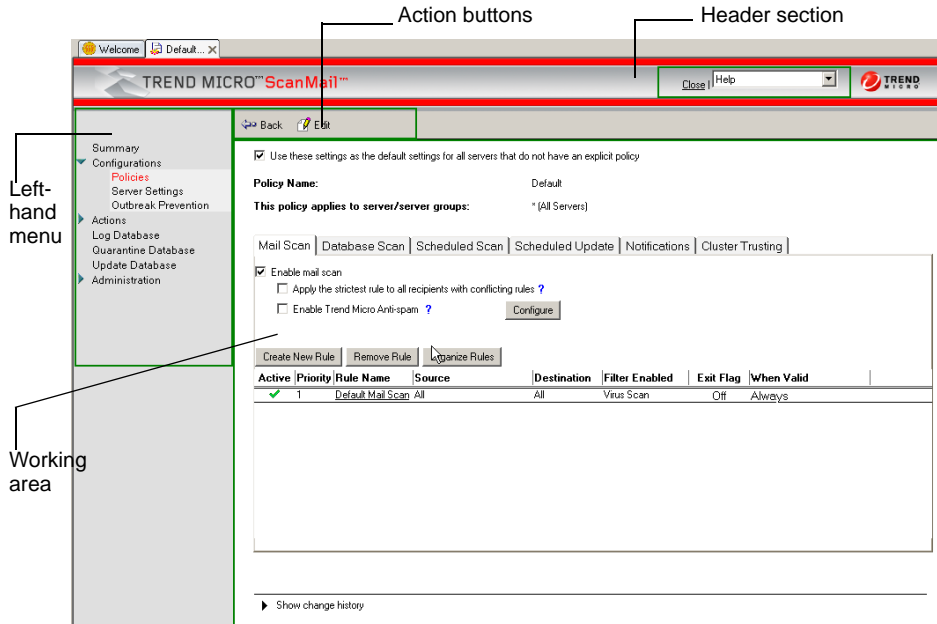 Action buttons
Header section
Welcome
Default...
TREND MICRO™ ScanMail™
Close | Help
TREND MICRO
Back Edit
Left-hand menu
Summary
Configurations
Policies
Server Settings
Outbreak Prevention
Actions
Log Database
Quarantine Database
Update Database
Administration
Use these settings as the default settings for all servers that do not have an explicit policy
Policy Name: Default
This policy applies to server/server groups: * (All Servers)
Mail Scan | Database Scan | Scheduled Scan | Scheduled Update | Notifications | Cluster Trusting |
Enable mail scan
Apply the strictest rule to all recipients with conflicting rules ?
Enable Trend Micro Anti-spam ? Configure
Create New Rule Remove Rule Organize Rules
Active Priority Rule Name Source Destination Filter Enabled Exit Flag When Valid
1 Default Mail Scan All All Virus Scan Off Always
Working area
Show change history